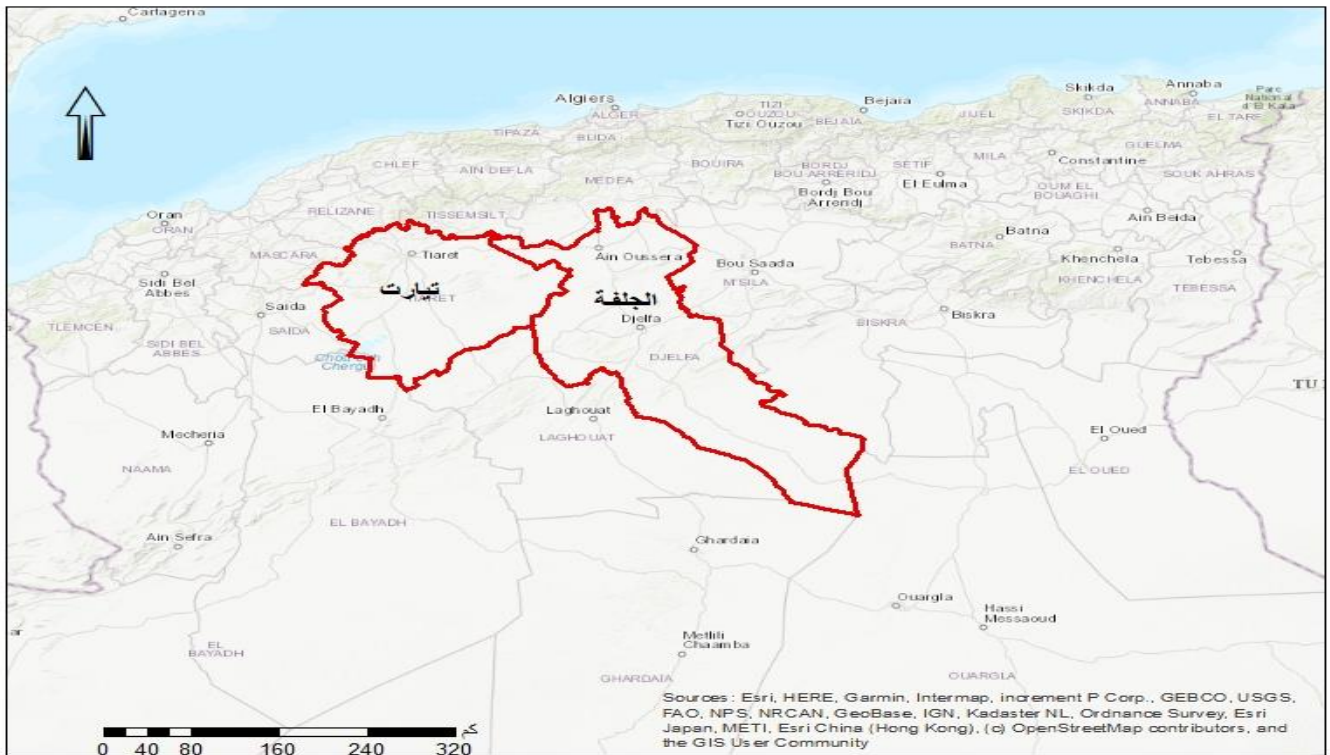 Cartagena
Algiers
ALGER
Skikda
SKIKDA
Annaba
ANNABA
Parc
National
d'El Kala
EL TARF
TIZI
OUZOU
Tizi Ouzou
Bejaia
BEJAIA
JIJEL
TIPAZA
BLIDA
GUELMA
CHLEF
AIN DEFLA
MEDEA
BOUIRA
BORDJ
BOU ARRERIDJ
Bordj Bou
Arreridj
SETIF
El Eulma
MILA
Constantine
OUM EL
BOUAGHI
SOUK AHRAS
Oran
ORAN
RELIZANE
TISSEMSILT
Ain Beida
MASCARA
Tiaret
Ain Oussera
Bou Saada
M'SILA
Batna
BATNA
Khenchela
KHENCHELA
Tebessa
TEBESSA
Sidi Bel
Abbes
تيارت
الجلفة
Saida
SAIDA
Djelfa
DJELFA
BISKRA
Biskra
TLEMCEN
SIDI BEL
ABBES
El Bayadh
Laghouat
LAGHOUAT
Mecheria
NAAMA
El Oued
EL OUED
EL BAYADH
Ain Sefra
Ghardaia
Ouargla
Hassi
Messaoud
Metlili
Chaamba
EL
BAYADH
GHARDAIA
OUARGLA
Sources: Esri, HERE, Garmin, Intermap, increment P Corp., GEBCO, USGS,
FAO, NPS, NRCAN, GeoBase, IGN, Kadaster NL, Ordnance Survey, Esri
Japan, METI, Esri China (Hong Kong), (c) OpenStreetMap contributors, and
the GIS User Community
كم
0 40 80 160 240 320